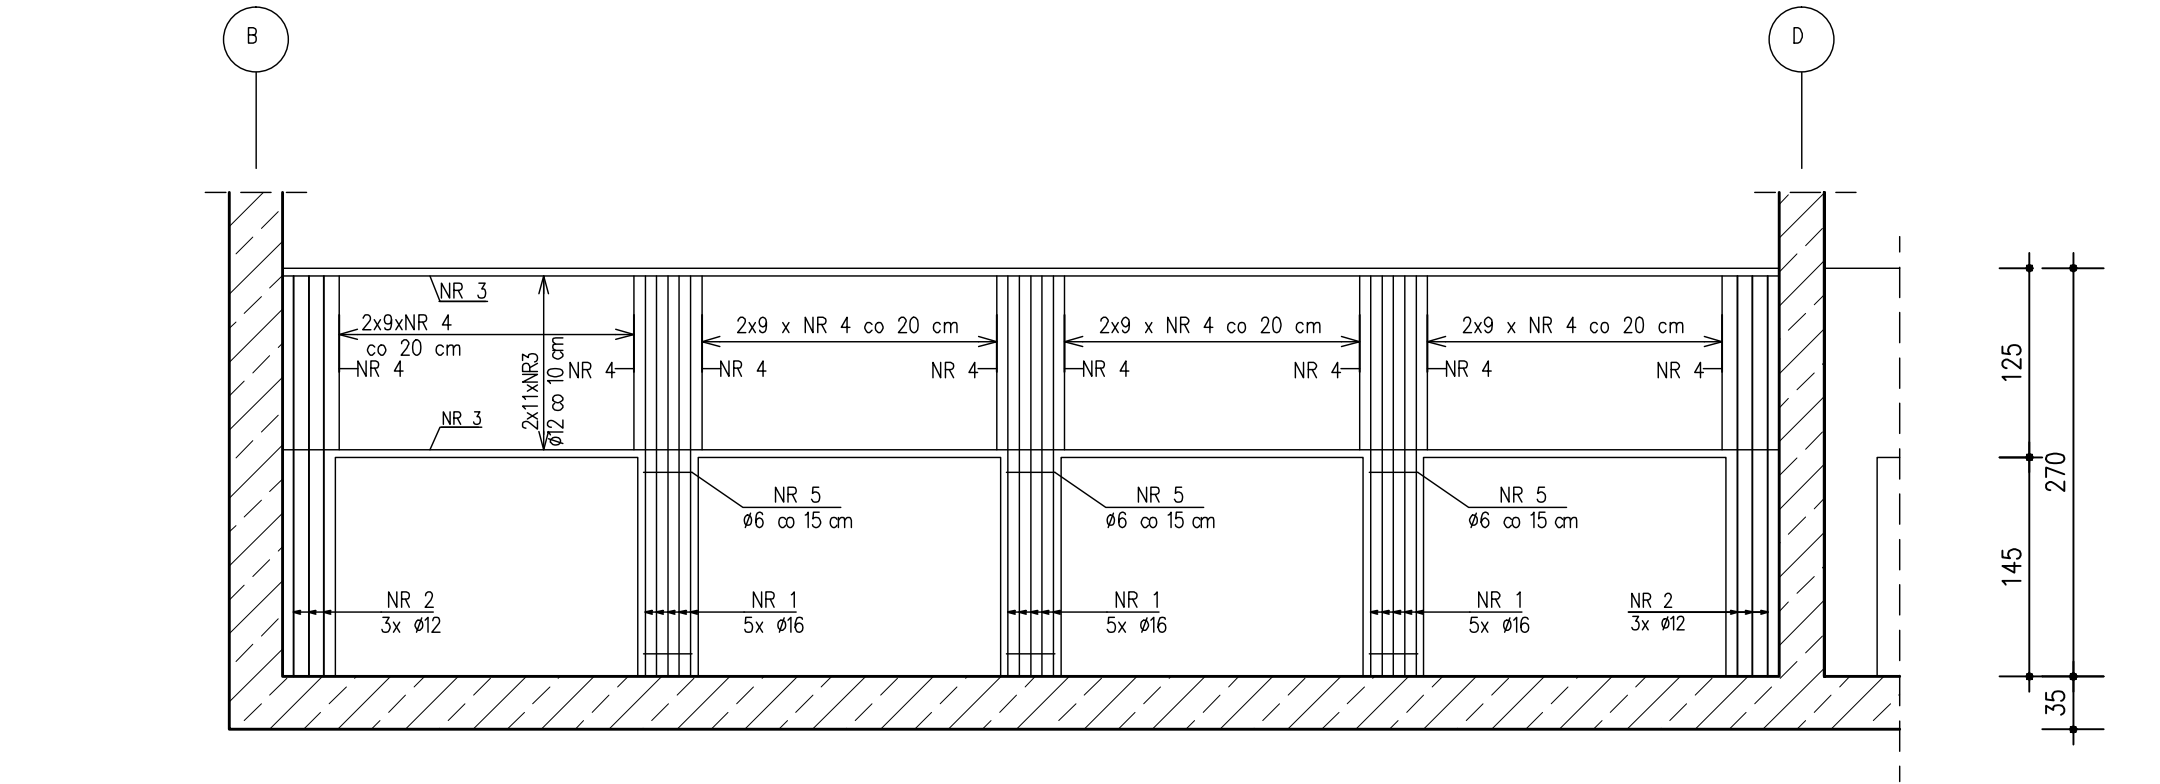 B
D
NR 3
2x9xNR 4
co 20 cm
NR 4
NR 4
2x11xNR3
ø12 co 10 cm
NR 3
2x9 x NR 4 co 20 cm
NR 4
NR 4
2x9 x NR 4 co 20 cm
NR 4
NR 4
2x9 x NR 4 co 20 cm
NR 4
NR 4
NR 5
ø6 co 15 cm
NR 5
ø6 co 15 cm
NR 5
ø6 co 15 cm
NR 2
3x ø12
NR 1
5x ø16
NR 1
5x ø16
NR 1
5x ø16
NR 2
3x ø12
125
270
145
35